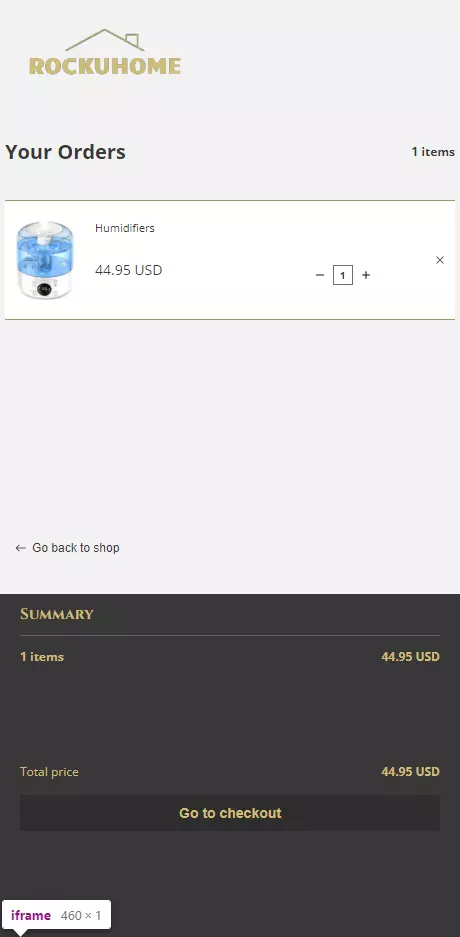 ROCKUHOME
Your Orders
1 items
Humidifiers
44.95 USD
− 1 +
×
← Go back to shop
Summary
1 items 44.95 USD
Total price 44.95 USD
Go to checkout
iframe 460 × 1